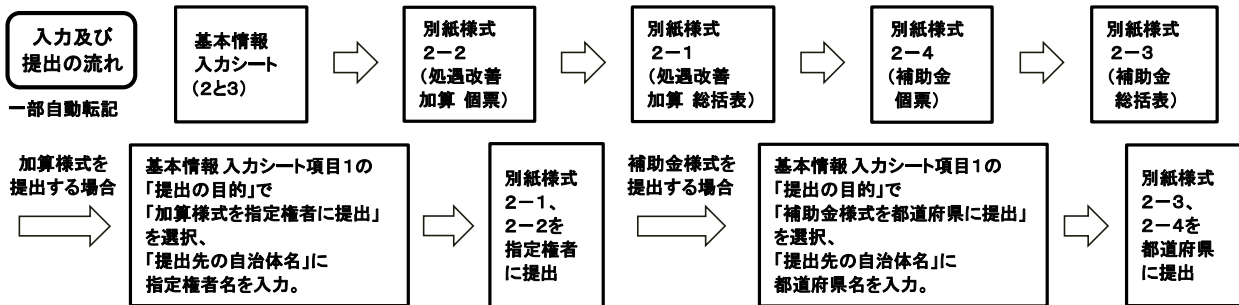 入力及び
提出の流れ
一部自動転記
基本情報
入力シート
(2と3)
別紙様式
2－2
(処遇改善
加算 個票)
別紙様式
2－1
(処遇改善
加算 総括表)
別紙様式
2－4
(補助金
個票)
別紙様式
2－3
(補助金
総括表)
加算様式を
提出する場合
基本情報 入力シート項目1の
「提出の目的」で
「加算様式を指定権者に提出」
を選択、
「提出先の自治体名」に
指定権者名を入力。
別紙様式
2－1、
2－2を
指定権者
に提出
補助金様式を
提出する場合
基本情報 入力シート項目1の
「提出の目的」で
「補助金様式を都道府県に提出」
を選択、
「提出先の自治体名」に
都道府県名を入力。
別紙様式
2－3、
2－4を
都道府県
に提出